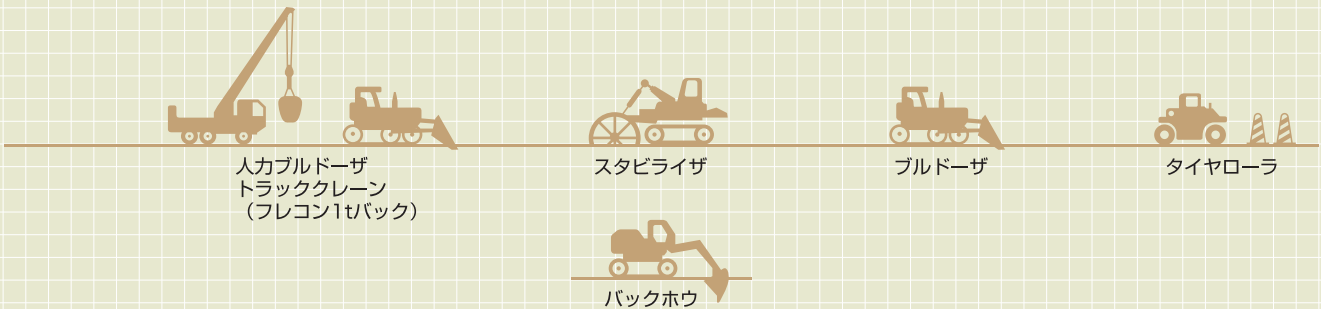 人力ブルドーザ
トラッククレーン
（フレコン1tバック）
スタビライザ
ブルドーザ
タイヤローラ
バックホウ